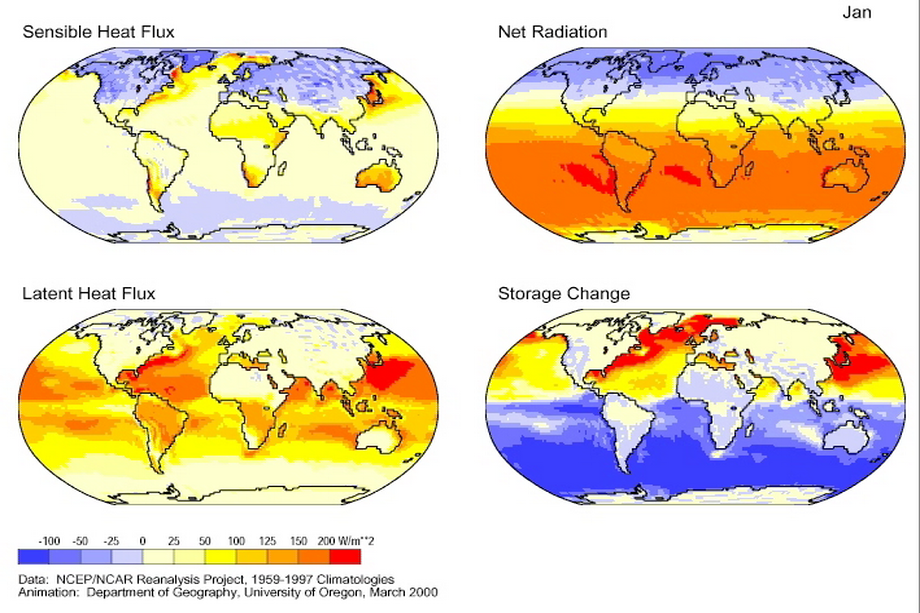 Jan
Sensible Heat Flux
Net Radiation
Latent Heat Flux
Storage Change
-100 -50 -25 0 25 50 100 125 150 200 W/m**2
Data: NCEP/NCAR Reanalysis Project, 1959-1997 Climatologies
Animation: Department of Geography, University of Oregon, March 2000